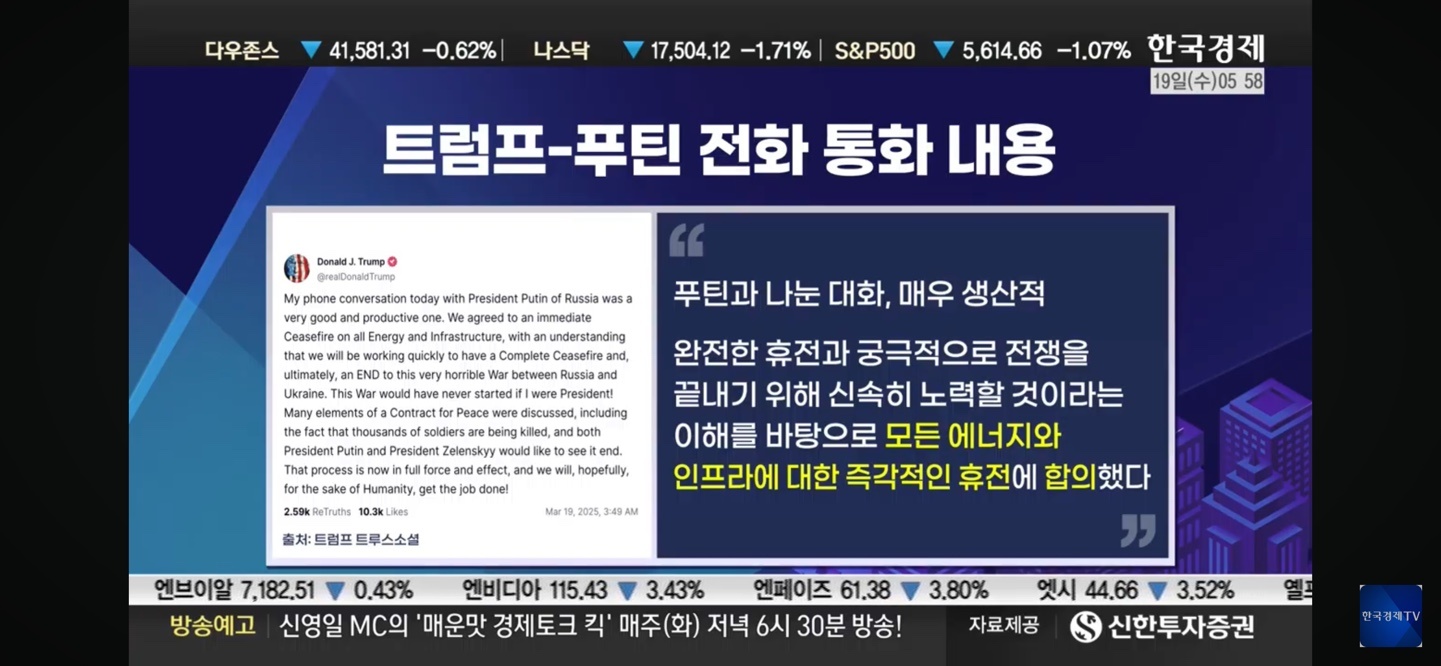 다우존스 ▼ 41,581.31 -0.62% | 나스닥 ▼ 17,504.12 -1.71% | S&P500 ▼ 5,614.66 -1.07% 한국경제
19일(수)05 58
트럼프-푸틴 전화 통화 내용
Donald J. Trump
@realDonaldTrump
My phone conversation today with President Putin of Russia was a
very good and productive one. We agreed to an immediate
Ceasefire on all Energy and Infrastructure, with an understanding
that we will be working quickly to have a Complete Ceasefire and,
ultimately, an END to this very horrible War between Russia and
Ukraine. This War would have never started if I were President!
Many elements of a Contract for Peace were discussed, including
the fact that thousands of soldiers are being killed, and both
President Putin and President Zelenskyy would like to see it end.
That process is now in full force and effect, and we will, hopefully,
for the sake of Humanity, get the job done!
2.59k ReTruths 10.3k Likes Mar 19, 2025, 3:49 AM
출처: 트럼프 트루스소셜
“
푸틴과 나눈 대화, 매우 생산적
완전한 휴전과 궁극적으로 전쟁을
끝내기 위해 신속히 노력할 것이라는
이해를 바탕으로 모든 에너지와
인프라에 대한 즉각적인 휴전에 합의했다
”
엔브이알 7,182.51 ▼ 0.43% 엔비디아 115.43 ▼ 3.43% 엔페이즈 61.38 ▼ 3.80% 엣시 44.66 ▼ 3.52%
방송예고 | 신영일 MC의 '매운맛 경제토크 킥' 매주(화) 저녁 6시 30분 방송! 자료제공 | 신한투자증권
한국경제TV